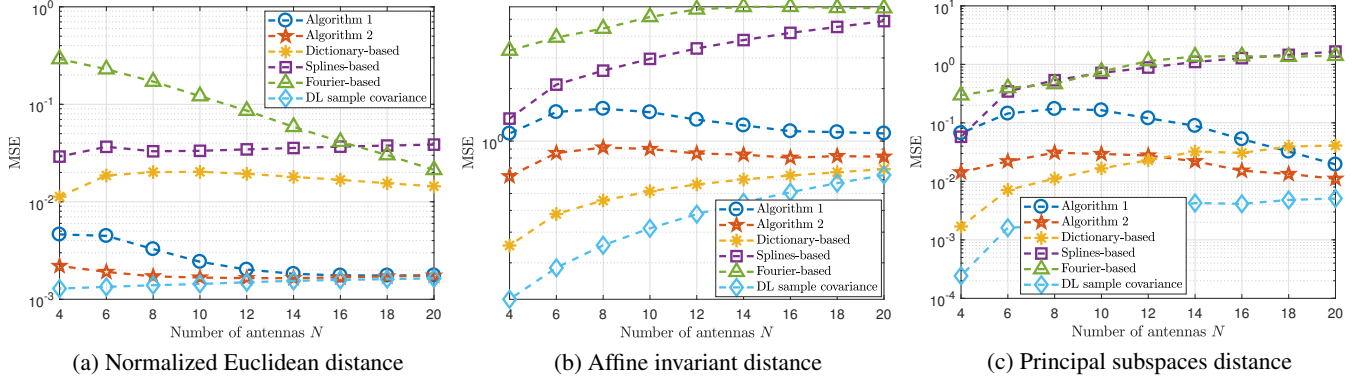 10^0
10^-1
10^-2
10^-3
MSE
4 6 8 10 12 14 16 18 20
Number of antennas N
Algorithm 1
Algorithm 2
Dictionary-based
Splines-based
Fourier-based
DL sample covariance
(a) Normalized Euclidean distance
10^0
MSE
4 6 8 10 12 14 16 18 20
Number of antennas N
Algorithm 1
Algorithm 2
Dictionary-based
Splines-based
Fourier-based
DL sample covariance
(b) Affine invariant distance
10^2
10^1
10^0
10^-1
10^-2
10^-3
10^-4
MSE
4 6 8 10 12 14 16 18 20
Number of antennas N
Algorithm 1
Algorithm 2
Dictionary-based
Splines-based
Fourier-based
DL sample covariance
(c) Principal subspaces distance